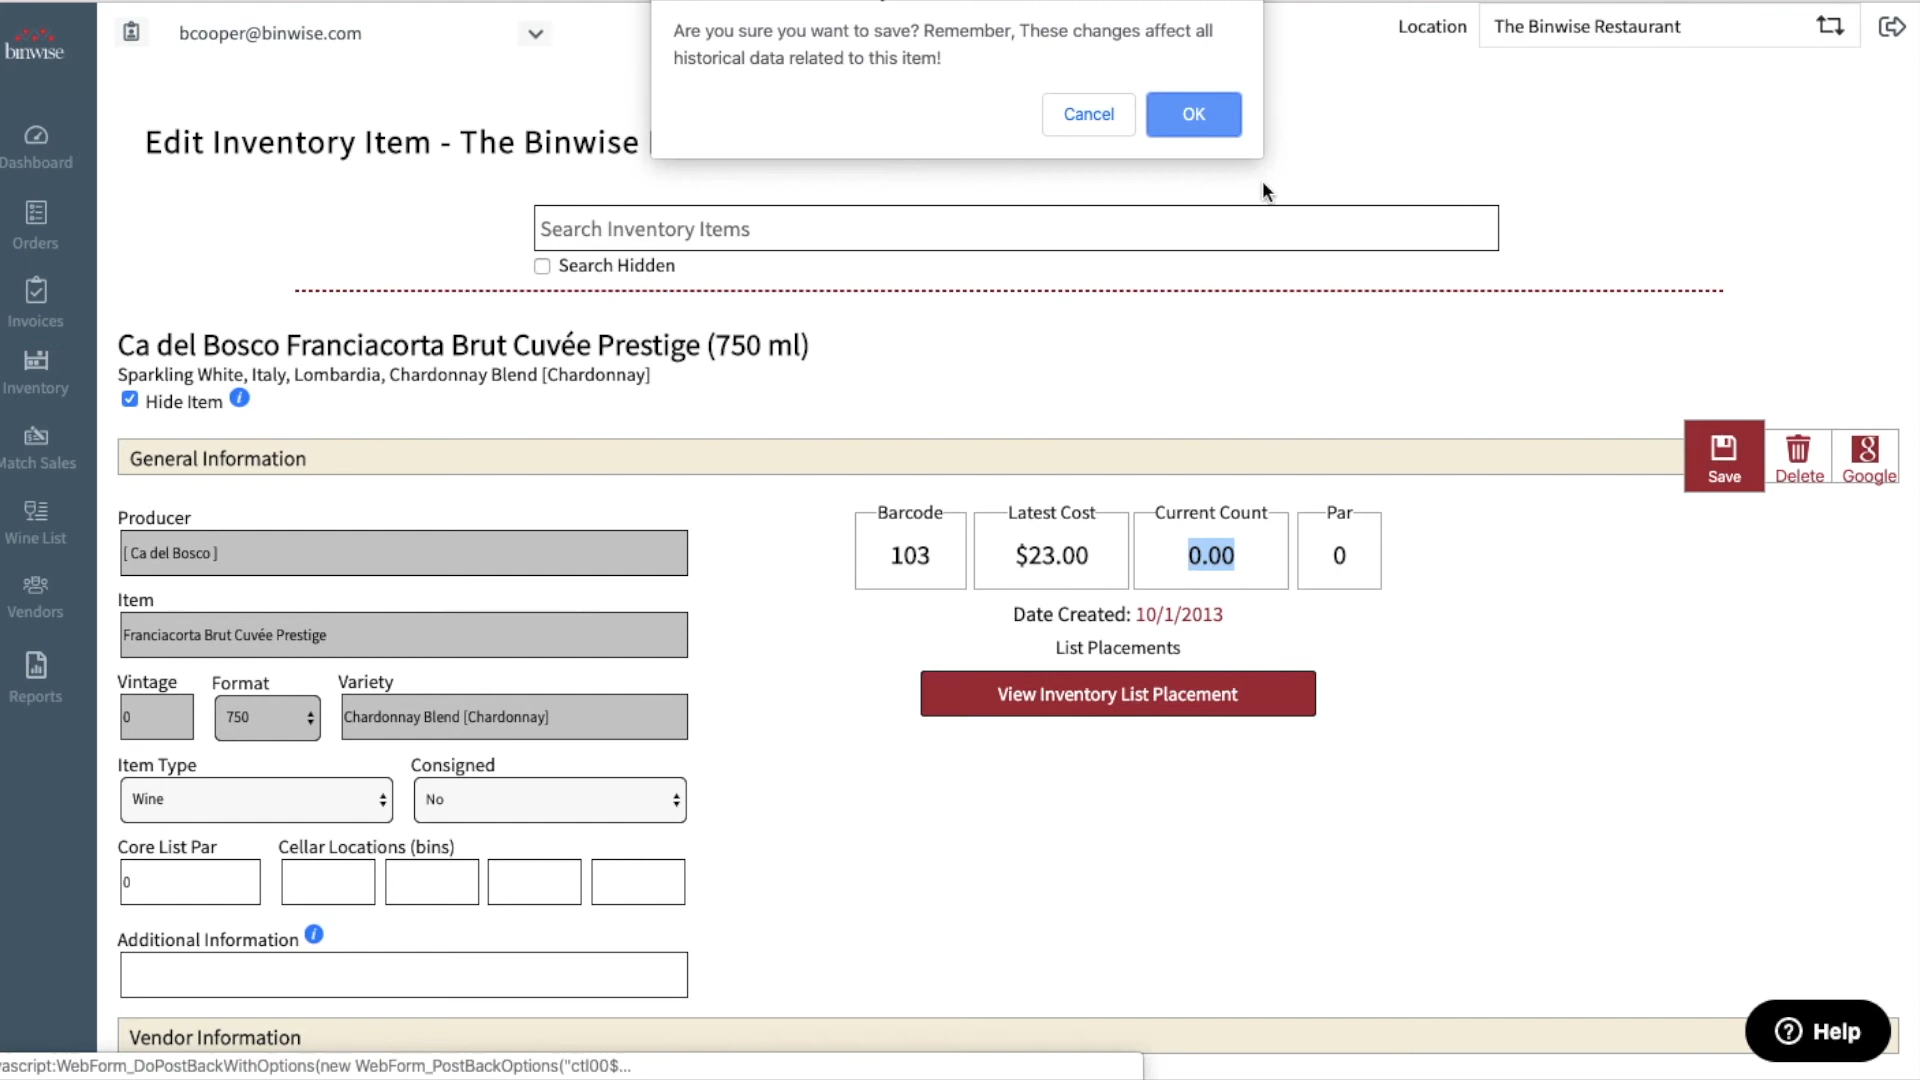 binwise
bcooper@binwise.com
Are you sure you want to save? Remember, These changes affect all
historical data related to this item!
Cancel
OK
Location
The Binwise Restaurant
Edit Inventory Item - The Binwise
Search Inventory Items
Search Hidden
Dashboard
Orders
Invoices
Inventory
Match Sales
Wine List
Vendors
Reports
Ca del Bosco Franciacorta Brut Cuvée Prestige (750 ml)
Sparkling White, Italy, Lombardia, Chardonnay Blend [Chardonnay]
Hide Item
General Information
Save
Delete
Google
Producer
[ Ca del Bosco ]
Item
Franciacorta Brut Cuvée Prestige
Vintage
Format
Variety
0
750
Chardonnay Blend [Chardonnay]
Item Type
Consigned
Wine
No
Core List Par
Cellar Locations (bins)
0
Additional Information
Barcode
103
Latest Cost
$23.00
Current Count
0.00
Par
0
Date Created: 10/1/2013
List Placements
View Inventory List Placement
Vendor Information
Help
vascript:WebForm_DoPostBackWithOptions(new WebForm_PostBackOptions("ctl00$...